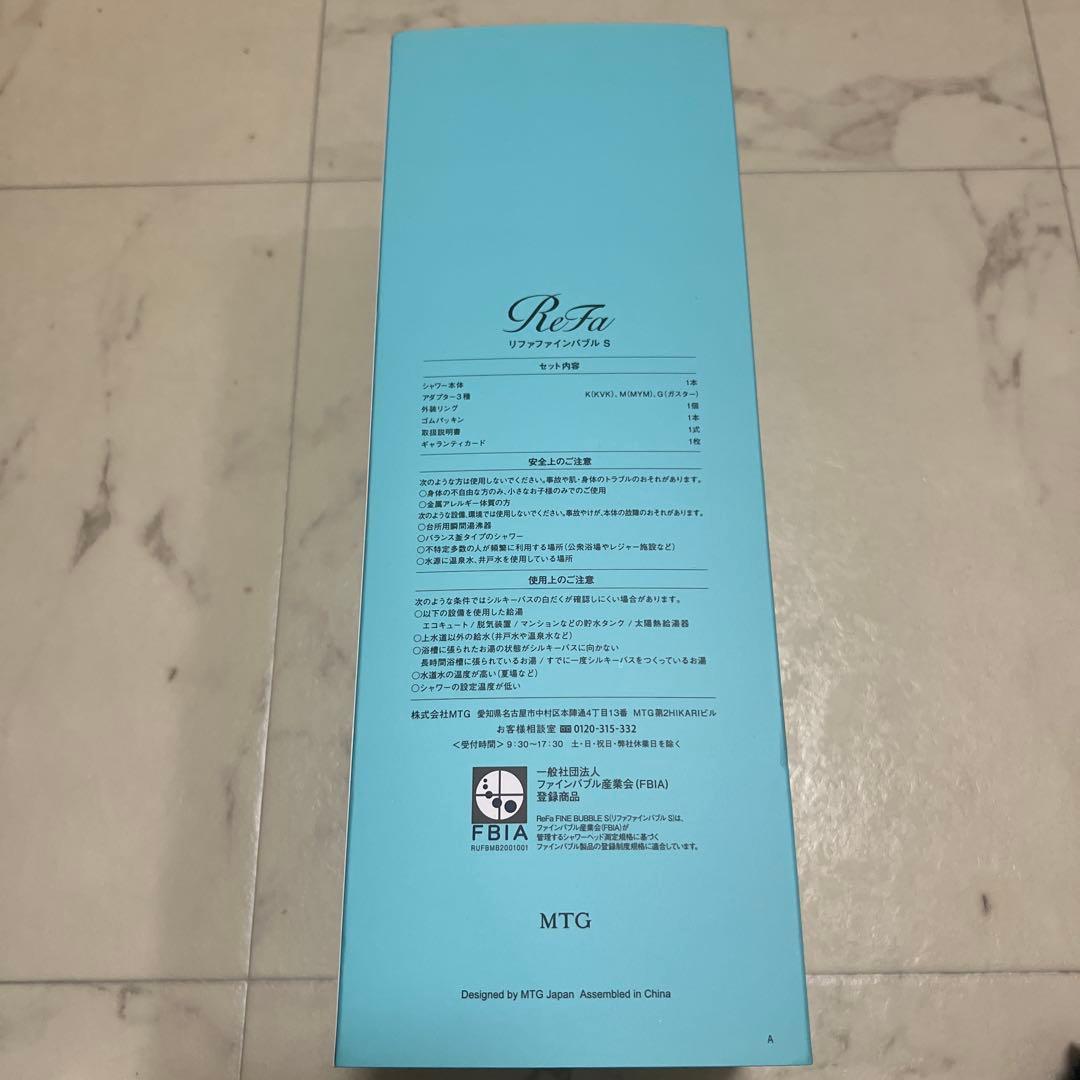 ReFa
リファファインバブル S
セット内容
シャワー本体 1本
アダプター3種 K(KVK)、M(MYM)、G(ガスター)
外装リング 1個
ゴムパッキン 1本
取扱説明書 1式
ギャランティカード 1枚
安全上のご注意
次のような方は使用しないでください。事故や肌・身体のトラブルのおそれがあります。
○身体の不自由な方のみ、小さなお子様のみでのご使用
○金属アレルギー体質の方
次のような設備、環境では使用しないでください。事故やけが、本体の故障のおそれがあります。
○台所用瞬間湯沸器
○バランス釜タイプのシャワー
○不特定多数の人が頻繁に利用する場所(公衆浴場やレジャー施設など)
○水源に温泉水、井戸水を使用している場所
使用上のご注意
次のような条件ではシルキーバスの白だくが確認しにくい場合があります。
○以下の設備を使用した給湯
エコキュート / 脱気装置 / マンションなどの貯水タンク / 太陽熱給湯器
○上水道以外の給水(井戸水や温泉水など)
○浴槽に張られたお湯の状態がシルキーバスに向かない
長時間浴槽に張られているお湯 / すでに一度シルキーバスをつくっているお湯
○水道水の温度が高い(夏場など)
○シャワーの設定温度が低い
株式会社MTG 愛知県名古屋市中村区本陣通4丁目13番 MTG第2HIKARIビル
お客様相談室 0120-315-332
<受付時間> 9:30〜17:30 土・日・祝日・弊社休業日を除く
一般社団法人
ファインバブル産業会(FBIA)
登録商品
FBIA
RUFBMB2001001
ReFa FINE BUBBLE S(リファファインバブル S)は、
ファインバブル産業会(FBIA)が
管理するシャワーヘッド測定規格に基づく
ファインバブル製品の登録制度規格に適合しています。
MTG
Designed by MTG Japan Assembled in China
A